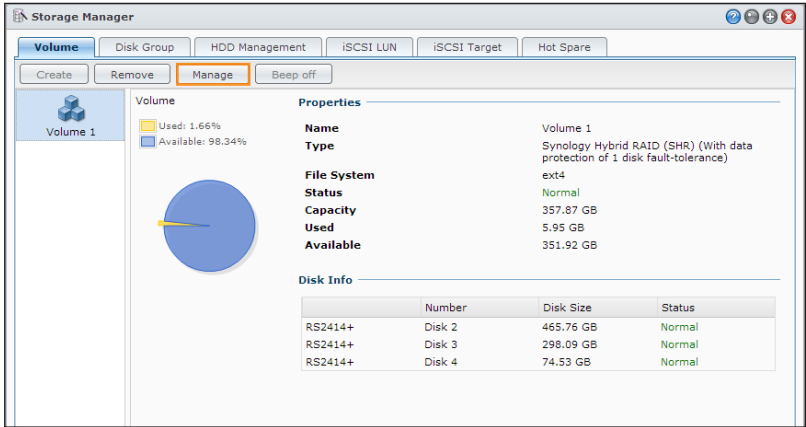 Storage Manager
Volume Disk Group HDD Management iSCSI LUN iSCSI Target Hot Spare
Create Remove Manage Beep off
Volume 1
Volume
Used: 1.66%
Available: 98.34%
Properties
Name Volume 1
Type Synology Hybrid RAID (SHR) (With data
protection of 1 disk fault-tolerance)
File System ext4
Status Normal
Capacity 357.87 GB
Used 5.95 GB
Available 351.92 GB
Disk Info
Number Disk Size Status
RS2414+ Disk 2 465.76 GB Normal
RS2414+ Disk 3 298.09 GB Normal
RS2414+ Disk 4 74.53 GB Normal